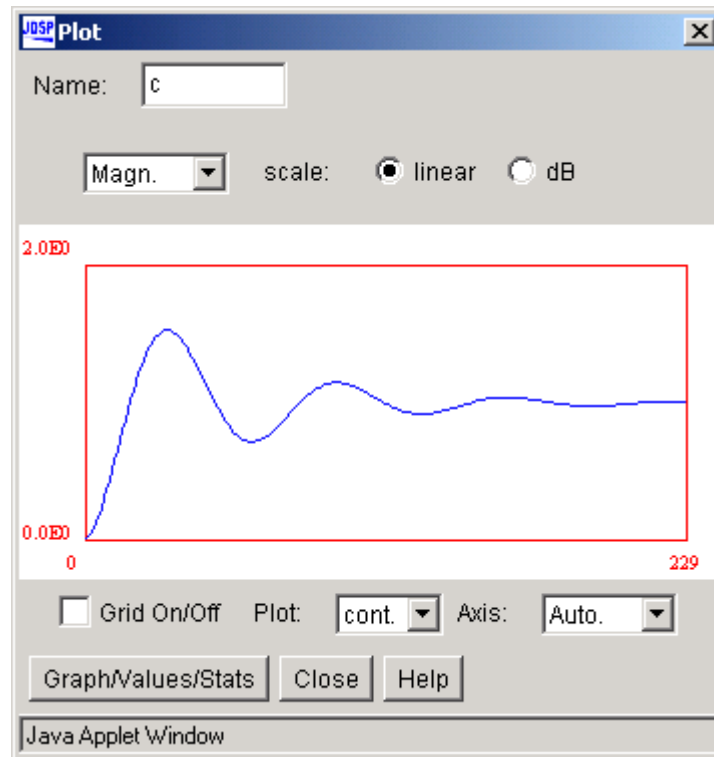 JDSP Plot
Name: c
Magn. scale: linear dB
2.0E0
0.0E0
0 229
Grid On/Off Plot: cont. Axis: Auto.
Graph/Values/Stats Close Help
Java Applet Window